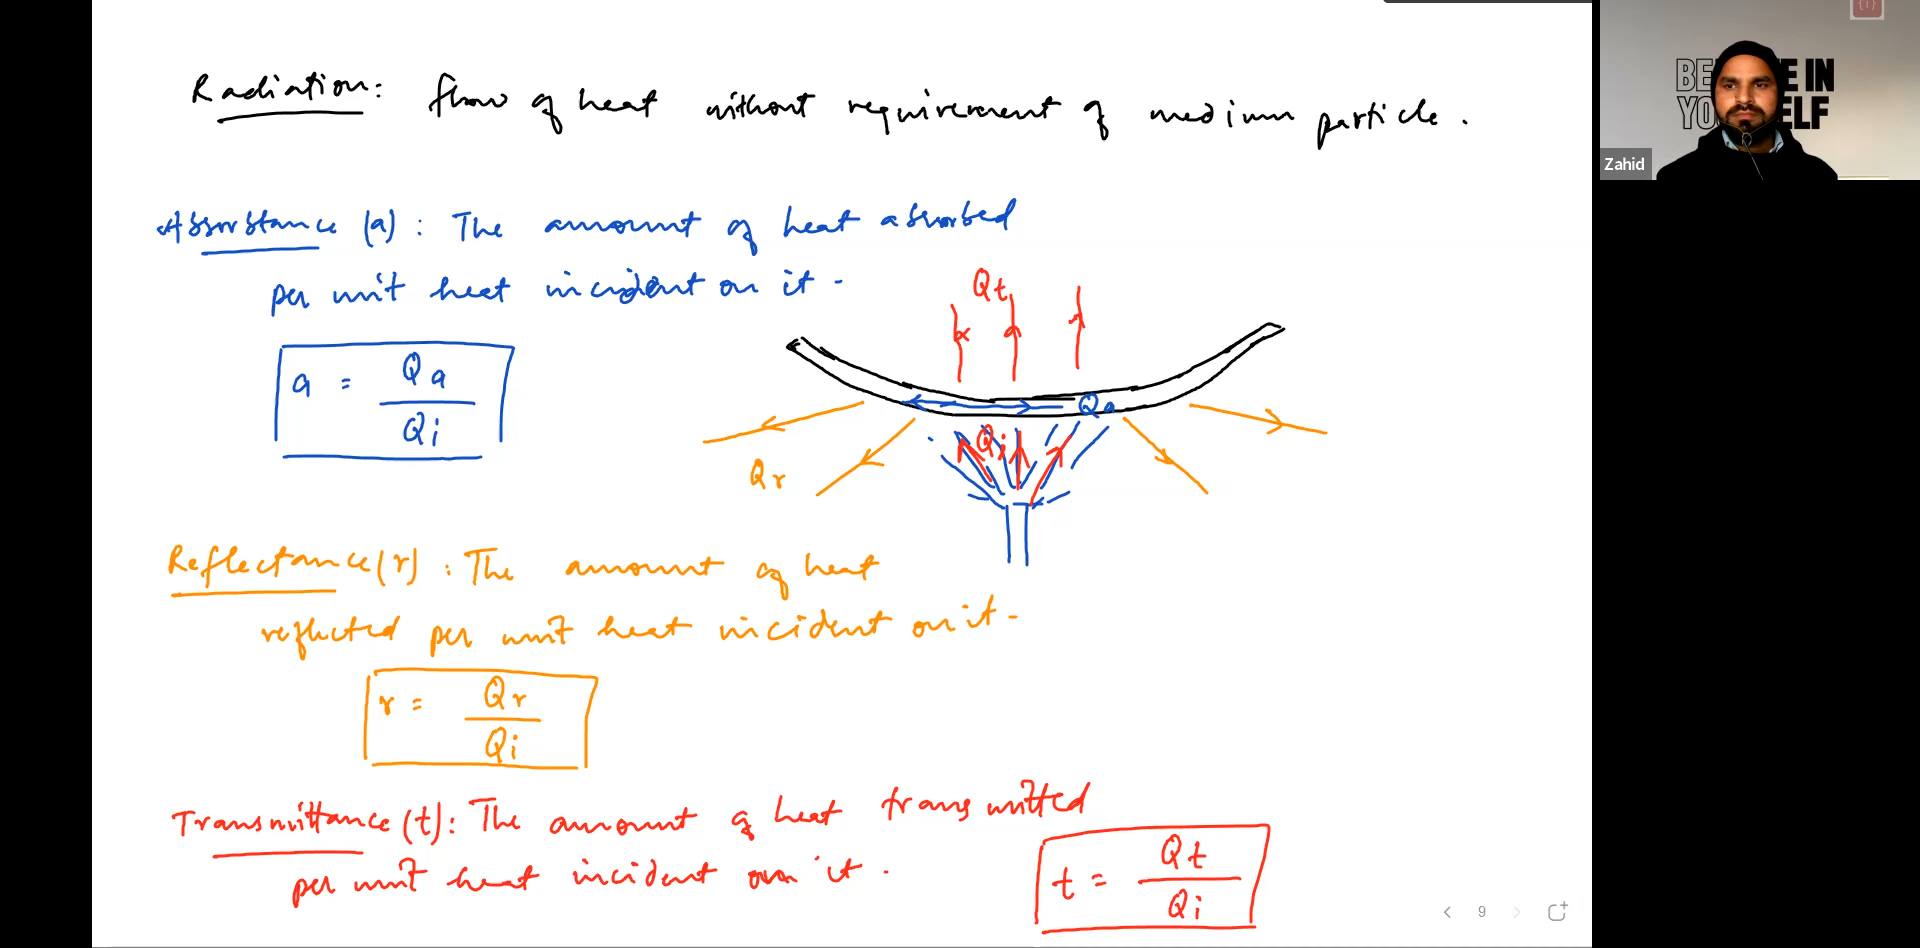 Radiation: flow of heat without requirement of medium particle.
Absorbtance (a): The amount of heat absorbed
per unit heat incident on it -
a = Qa / Qi
Qt
Qa
Qi
Qr
Reflectance (r): The amount of heat
reflected per unit heat incident on it -
r = Qr / Qi
Transmittance (t): The amount of heat transmitted
per unit heat incident on it .
t = Qt / Qi
9
Zahid